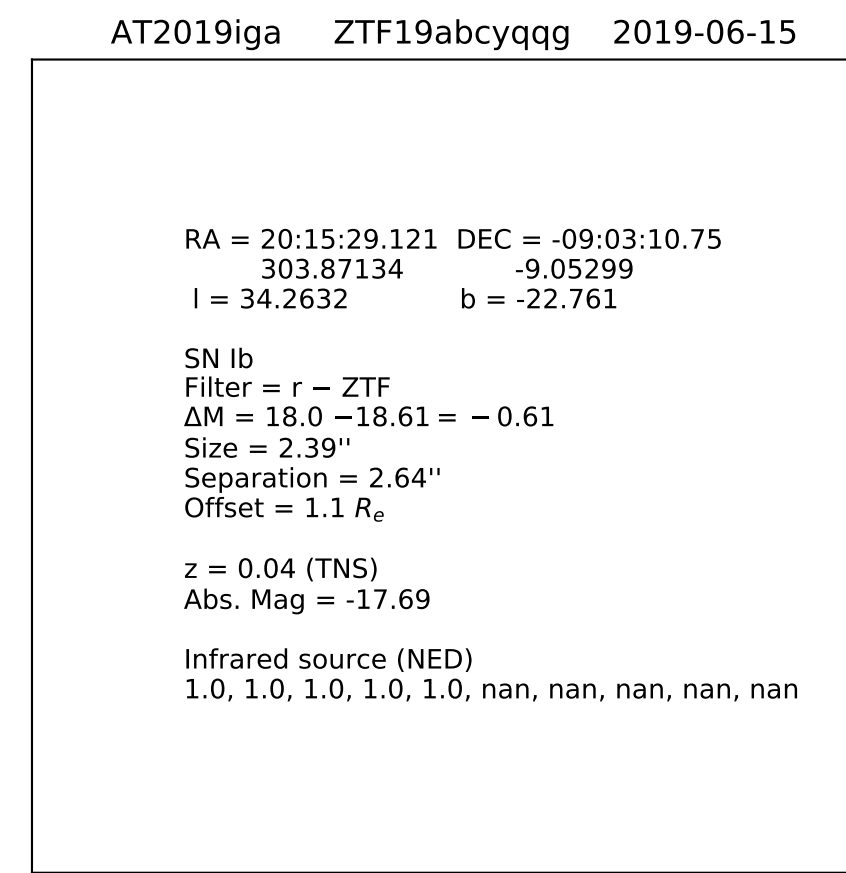 AT2019iga ZTF19abcyqqg 2019-06-15
RA = 20:15:29.121 DEC = -09:03:10.75
303.87134 -9.05299
l = 34.2632 b = -22.761
SN Ib
Filter = r − ZTF
ΔM = 18.0 −18.61 = − 0.61
Size = 2.39''
Separation = 2.64''
Offset = 1.1 Re
z = 0.04 (TNS)
Abs. Mag = -17.69
Infrared source (NED)
1.0, 1.0, 1.0, 1.0, 1.0, nan, nan, nan, nan, nan